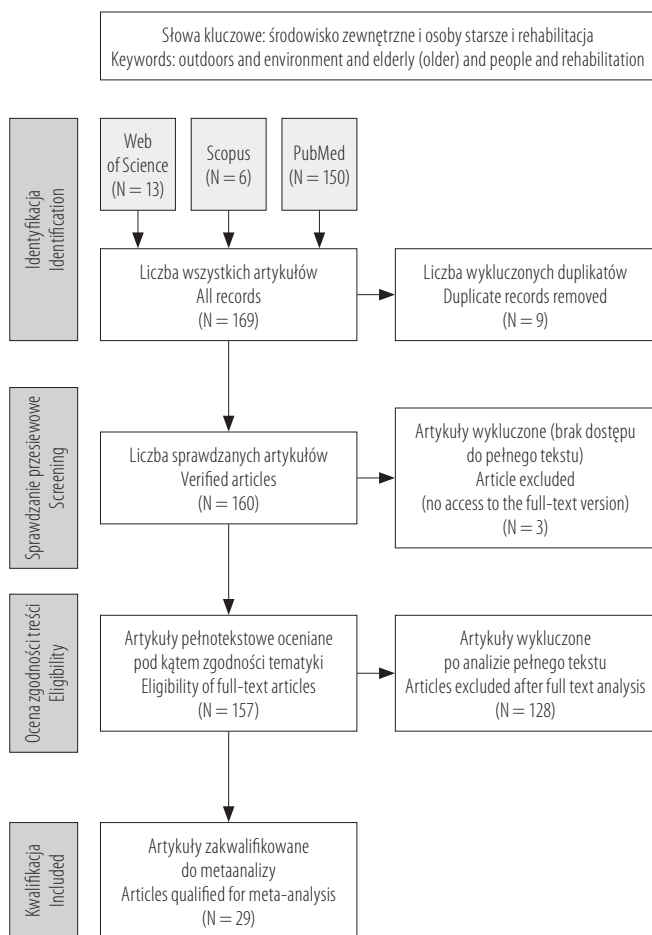 Słowa kluczowe: środowisko zewnętrzne i osoby starsze i rehabilitacja
Keywords: outdoors and environment and elderly (older) and people and rehabilitation
Identyfikacja
Identification
Web
of Science
(N = 13)
Scopus
(N = 6)
PubMed
(N = 150)
Liczba wszystkich artykułów
All records
(N = 169)
Liczba wykluczonych duplikatów
Duplicate records removed
(N = 9)
Sprawdzanie przesiewowe
Screening
Liczba sprawdzanych artykułów
Verified articles
(N = 160)
Artykuły wykluczone (brak dostępu
do pełnego tekstu)
Article excluded
(no access to the full-text version)
(N = 3)
Ocena zgodności treści
Eligibility
Artykuły pełnotekstowe oceniane
pod kątem zgodności tematyki
Eligibility of full-text articles
(N = 157)
Artykuły wykluczone
po analizie pełnego tekstu
Articles excluded after full text analysis
(N = 128)
Kwalifikacja
Included
Artykuły zakwalifikowane
do metaanalizy
Articles qualified for meta-analysis
(N = 29)